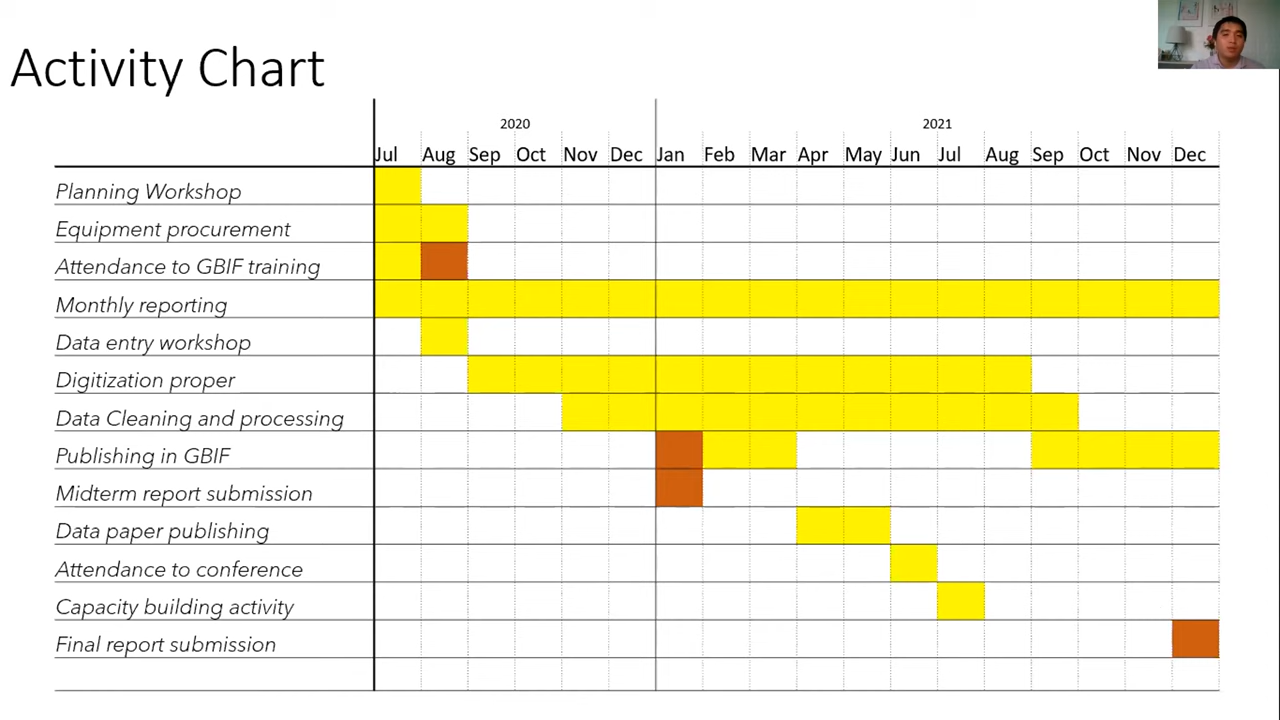 Activity Chart
2020 2021
Jul Aug Sep Oct Nov Dec Jan Feb Mar Apr May Jun Jul Aug Sep Oct Nov Dec
Planning Workshop
Equipment procurement
Attendance to GBIF training
Monthly reporting
Data entry workshop
Digitization proper
Data Cleaning and processing
Publishing in GBIF
Midterm report submission
Data paper publishing
Attendance to conference
Capacity building activity
Final report submission